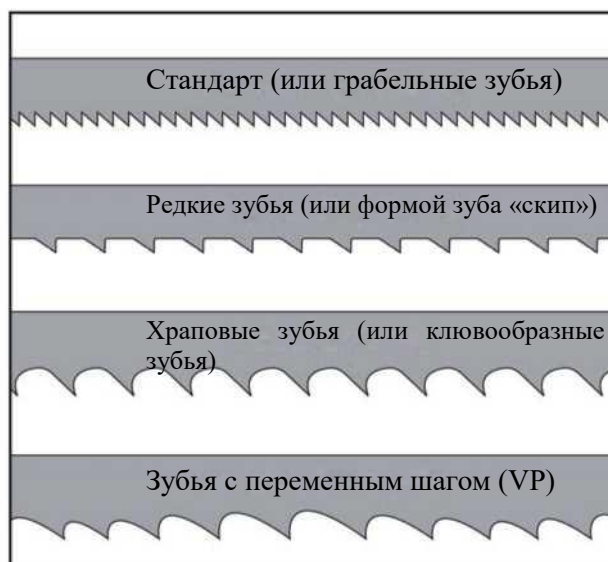 Стандарт (или грабельные зубья)
Редкие зубья (или формой зуба «скип»)
Храповые зубья (или клювообразные
зубья)
Зубья с переменным шагом (VP)